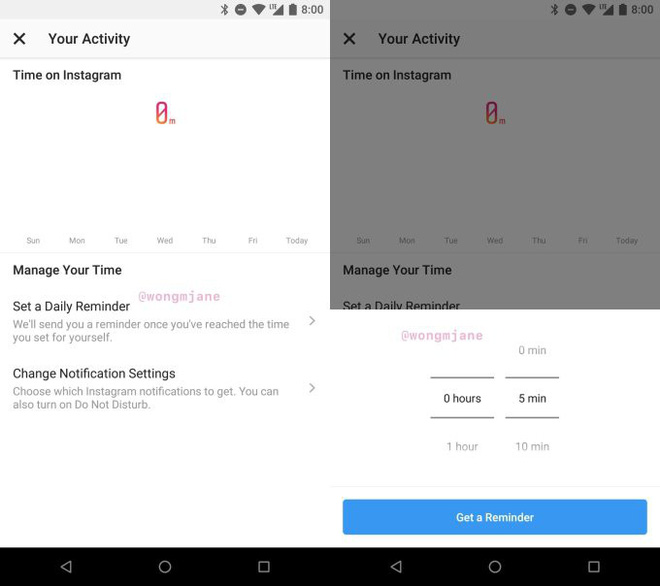 LTE 8:00
Your Activity
Time on Instagram
0m
Sun Mon Tue Wed Thu Fri Today
Manage Your Time
@wongmjane
Set a Daily Reminder
We'll send you a reminder once you've reached the time
you set for yourself.
Change Notification Settings
Choose which Instagram notifications to get. You can
also turn on Do Not Disturb.
LTE 8:00
Your Activity
Time on Instagram
0m
Sun Mon Tue Wed Thu Fri Today
Manage Your Time
Set a Daily Reminder
@wongmjane
0 min
0 hours 5 min
1 hour 10 min
Get a Reminder